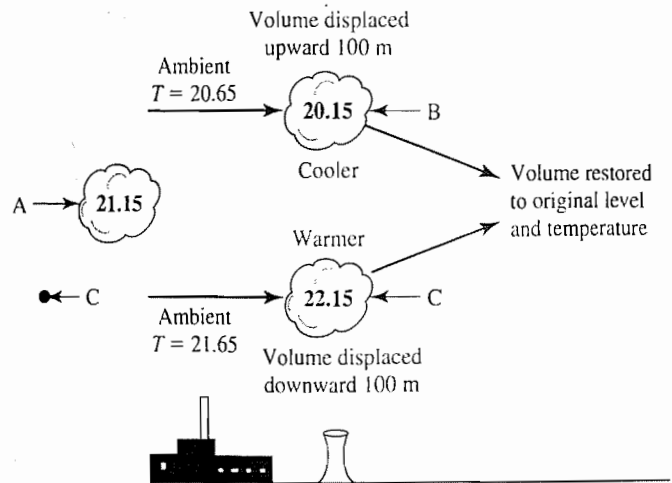 Volume displaced
upward 100 m
Ambient
T = 20.65
20.15
B
Cooler
A
21.15
Volume restored
to original level
and temperature
Warmer
C
22.15
C
Ambient
T = 21.65
Volume displaced
downward 100 m